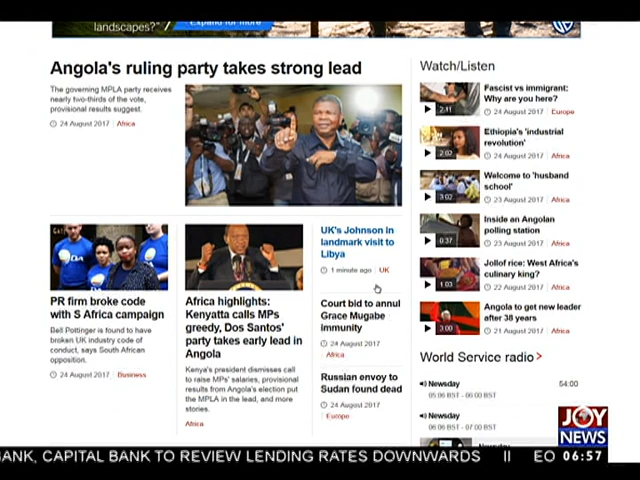 landscapes?"
Expand for more
Angola's ruling party takes strong lead
The governing MPLA party receives
nearly two-thirds of the vote,
provisional results suggest.
24 August 2017 Africa
PR firm broke code
with S Africa campaign
Bell Pottinger is found to have
broken UK industry code of
conduct, says South African
opposition.
24 August 2017 Business
Africa highlights:
Kenyatta calls MPs
greedy, Dos Santos'
party takes early lead in
Angola
Kenya's president dismisses call
to raise MPs' salaries, provisional
results from Angola's election put
the MPLA in the lead, and more
stories.
Africa
UK's Johnson in
landmark visit to
Libya
1 minute ago UK
Court bid to annul
Grace Mugabe
immunity
24 August 2017
Africa
Russian envoy to
Sudan found dead
24 August 2017
Europe
Watch/Listen
2:11
Fascist vs immigrant:
Why are you here?
24 August 2017 Europe
2:02
Ethiopia's 'industrial
revolution'
24 August 2017 Africa
3:02
Welcome to 'husband
school'
23 August 2017 Africa
0:37
Inside an Angolan
polling station
23 August 2017 Africa
1:03
Jollof rice: West Africa's
culinary king?
22 August 2017 Africa
3:00
Angola to get new leader
after 38 years
21 August 2017 Africa
World Service radio >
Newsday 54:00
05:06 BST - 06:00 BST
Newsday
06:06 BST - 07:00 BST
Newsday
JOY
NEWS
BANK, CAPITAL BANK TO REVIEW LENDING RATES DOWNWARDS II EO
06:57